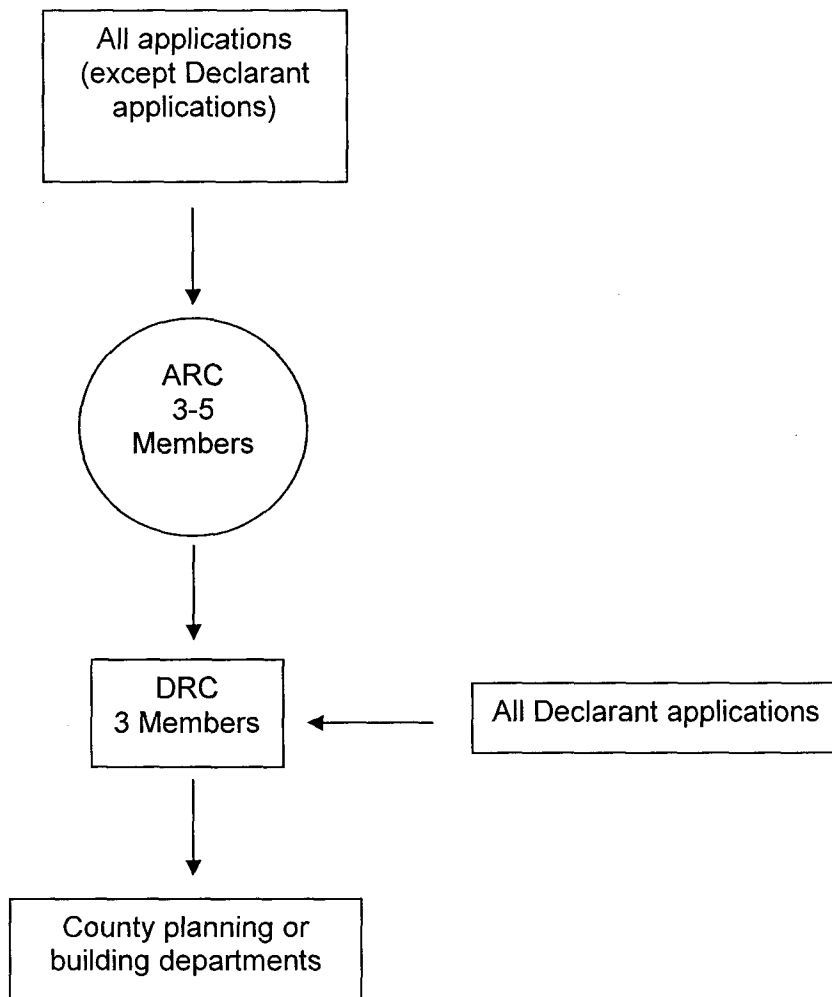 All applications
(except Declarant
applications)
ARC
3-5
Members
DRC
3 Members
All Declarant applications
County planning or
building departments